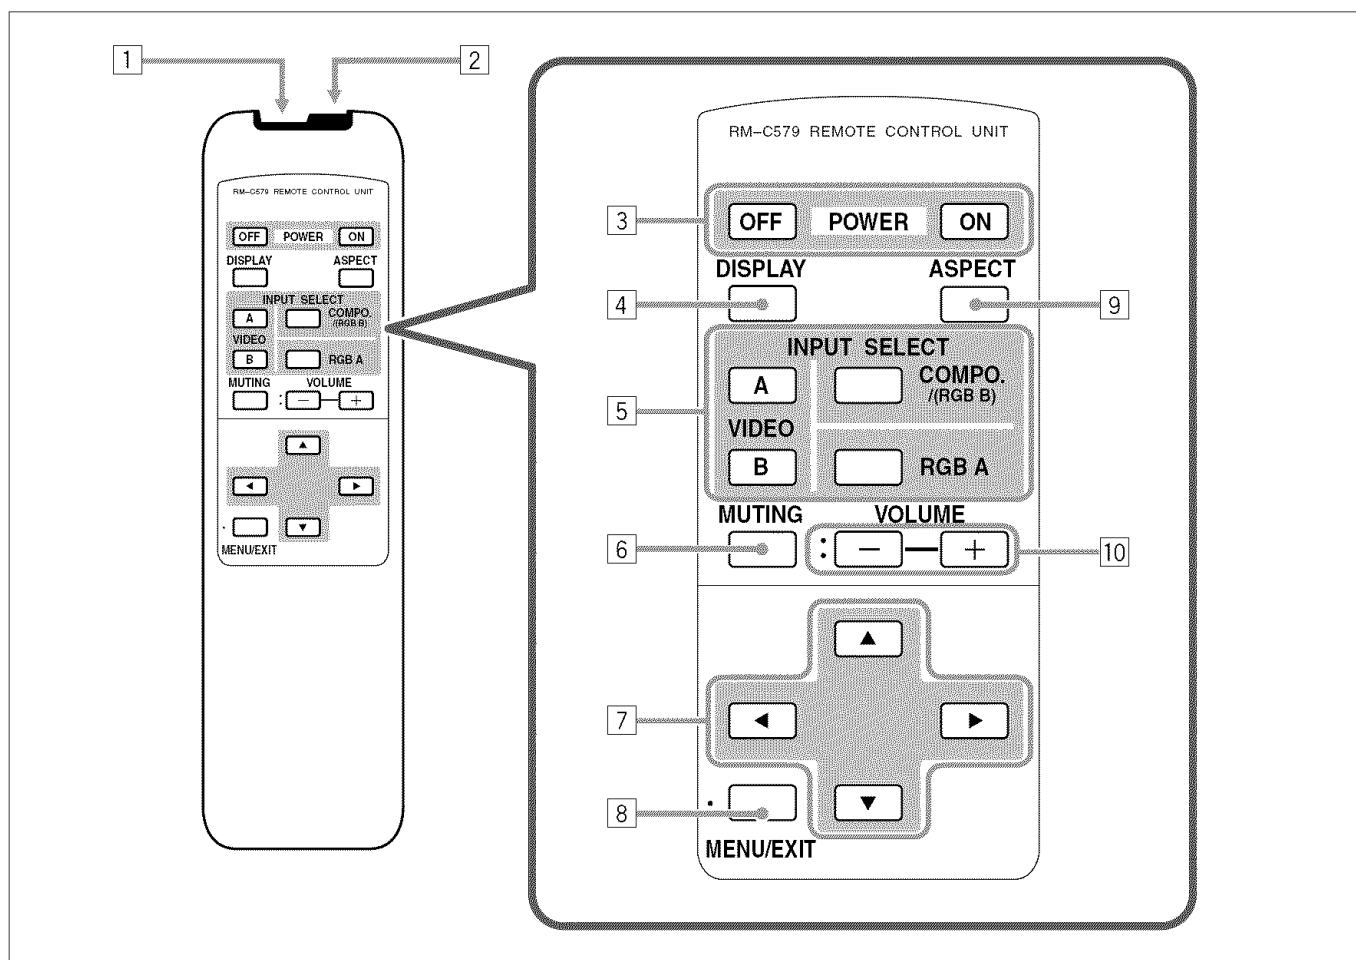 1
2
RM-C579 REMOTE CONTROL UNIT
OFF POWER ON
DISPLAY ASPECT
INPUT SELECT
A COMPO.
/(RGB B)
VIDEO
B RGB A
MUTING VOLUME
: − +
MENU/EXIT
RM-C579 REMOTE CONTROL UNIT
3 OFF POWER ON
DISPLAY ASPECT
4 9
INPUT SELECT
A COMPO.
/(RGB B)
5
VIDEO
B RGB A
MUTING VOLUME
6 : − + 10
7
8
MENU/EXIT